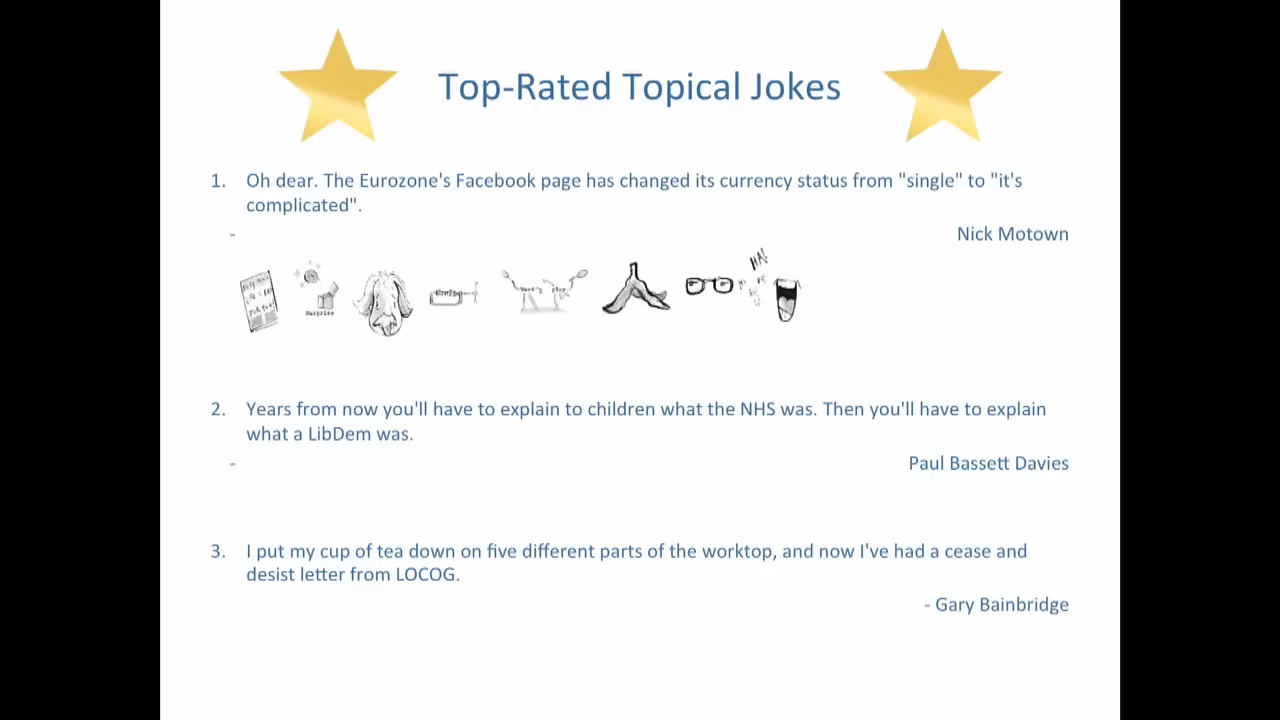 Top-Rated Topical Jokes
1. Oh dear. The Eurozone's Facebook page has changed its currency status from "single" to "it's
complicated".
- Nick Motown
Surprise
HA!
2. Years from now you'll have to explain to children what the NHS was. Then you'll have to explain
what a LibDem was.
- Paul Bassett Davies
3. I put my cup of tea down on five different parts of the worktop, and now I've had a cease and
desist letter from LOCOG.
- Gary Bainbridge